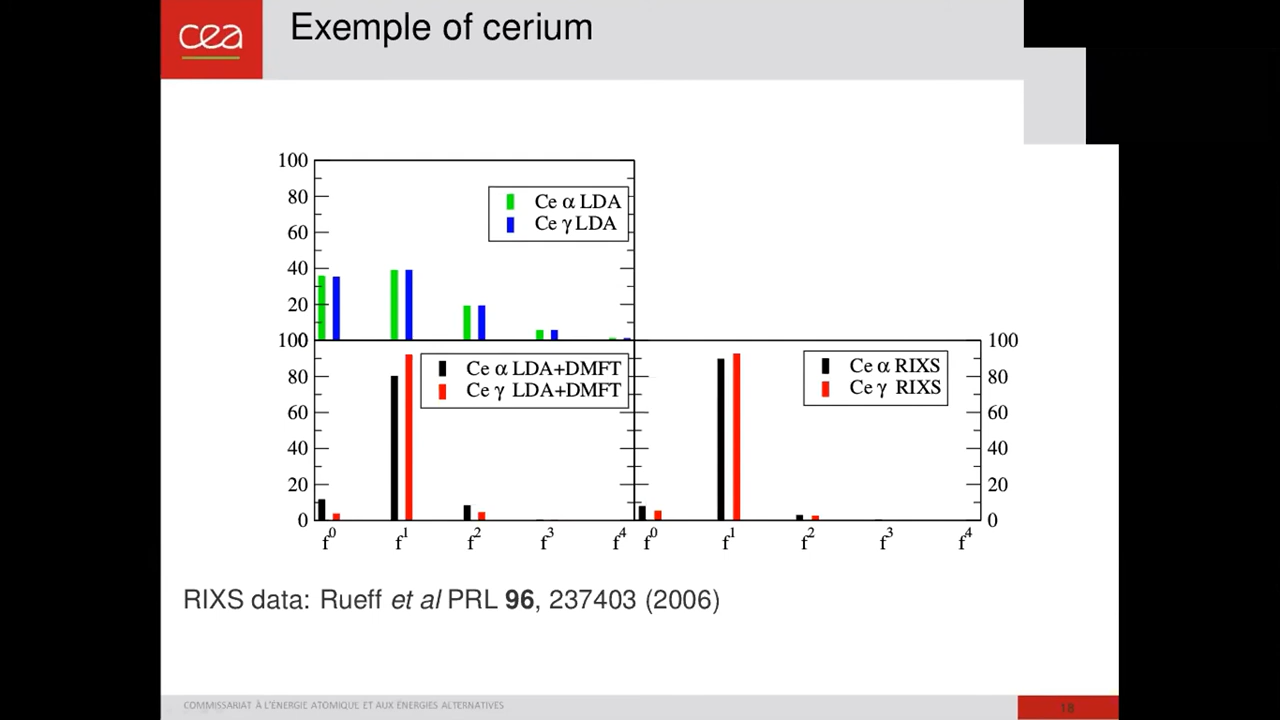 cea
Exemple of cerium
100
80
60
40
20
Ce α LDA
Ce γ LDA
100
80
60
40
20
0
Ce α LDA+DMFT
Ce γ LDA+DMFT
Ce α RIXS
Ce γ RIXS
100
80
60
40
20
0
f⁰ f¹ f² f³ f⁴ f⁰ f¹ f² f³ f⁴
RIXS data: Rueff et al PRL 96, 237403 (2006)
COMMISSARIAT À L'ÉNERGIE ATOMIQUE ET AUX ÉNERGIES ALTERNATIVES
18